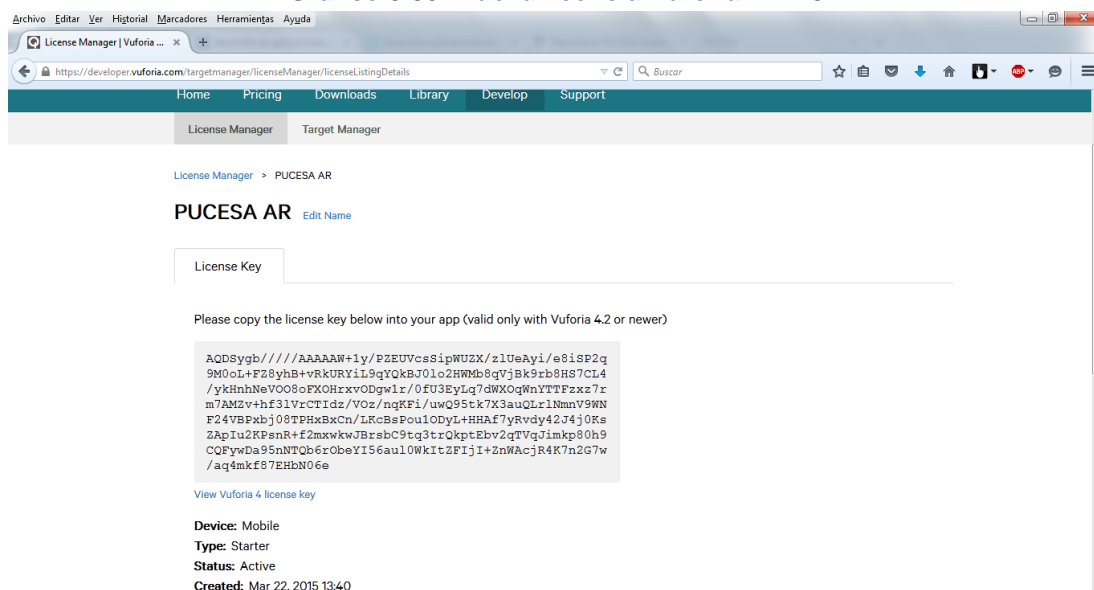 Archivo Editar Ver Historial Marcadores Herramientas Ayuda
License Manager | Vuforia ...
https://developer.vuforia.com/targetmanager/licenseManager/licenseListingDetails
Buscar
ABP
Home Pricing Downloads Library Develop Support
License Manager Target Manager
License Manager > PUCESA AR
PUCESA AR Edit Name
License Key
Please copy the license key below into your app (valid only with Vuforia 4.2 or newer)
AQDSygb/////AAAAAW+1y/PZEUVcsSipWUZX/zlUeAyi/e8iSP2q
9M0oL+FZ8yhB+vRkURYiL9qYQkBJ0lo2HWMb8qVjBk9rb8HS7CL4
/ykHnhNeVOO8oFXOHrxvODgw1r/0fU3EyLq7dWXOqWnYTTFzxz7r
m7AMZv+hf3lVrCTIdz/VOz/nqKFi/uwQ95tk7X3auQLrlNmnV9WN
F24VBPxbj08TPHxBxCn/LKcBsPou1ODyL+HHAf7yRvdy42J4j0Ks
ZApIu2KPsnR+f2mxwkwJBrsbC9tq3trQkptEbv2qTVqJimkp80h9
CQFywDa95nNTQb6rObeYI56aul0WkItZFIjI+ZnWAcjR4K7n2G7w
/aq4mkf87EHbN06e
View Vuforia 4 license key
Device: Mobile
Type: Starter
Status: Active
Created: Mar 22, 2015 13:40